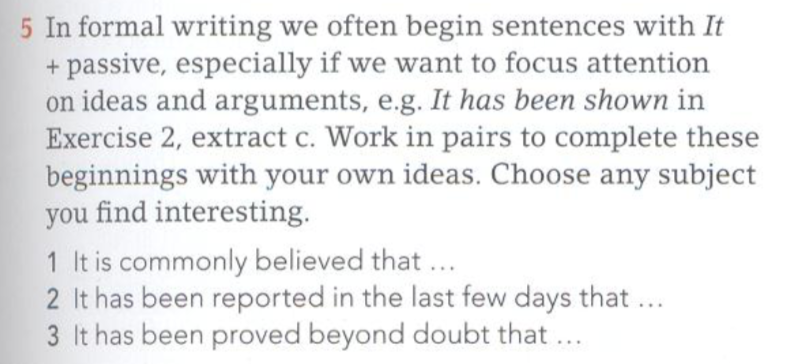 5 In formal writing we often begin sentences with It
+ passive, especially if we want to focus attention
on ideas and arguments, e.g. It has been shown in
Exercise 2, extract c. Work in pairs to complete these
beginnings with your own ideas. Choose any subject
you find interesting.
1 It is commonly believed that ...
2 It has been reported in the last few days that ...
3 It has been proved beyond doubt that ...